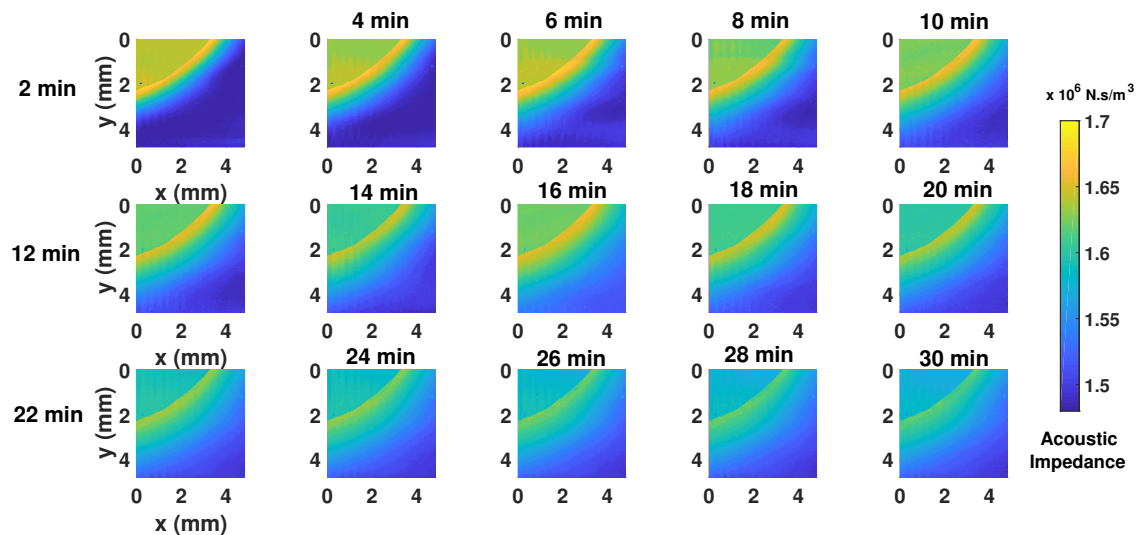 4 min 6 min 8 min 10 min
0 0 0 0 0
2 min y (mm) 2 2 2 2 2
4 4 4 4 4
0 2 4 0 2 4 0 2 4 0 2 4 0 2 4
x (mm) 14 min 16 min 18 min 20 min
0 0 0 0 0
12 min y (mm) 2 2 2 2 2
4 4 4 4 4
0 2 4 0 2 4 0 2 4 0 2 4 0 2 4
x (mm) 24 min 26 min 28 min 30 min
0 0 0 0 0
22 min y (mm) 2 2 2 2 2
4 4 4 4 4
0 2 4 0 2 4 0 2 4 0 2 4 0 2 4
x (mm)
x 10⁶ N.s/m³
1.7
1.65
1.6
1.55
1.5
Acoustic
Impedance